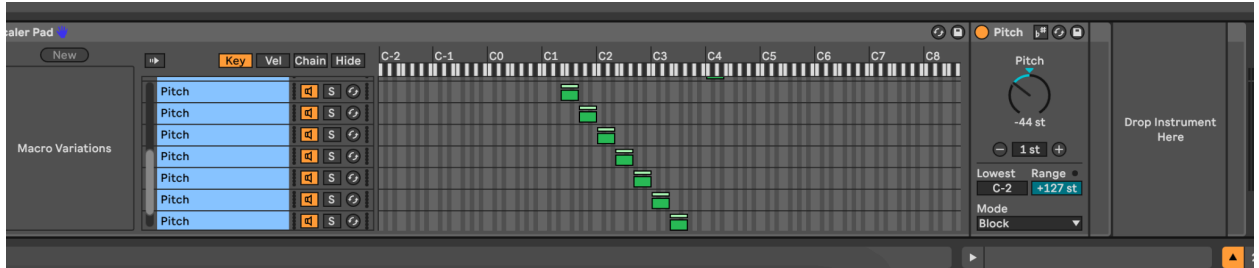 caler Pad
New
Key Vel Chain Hide
C-2 C-1 C0 C1 C2 C3 C4 C5 C6 C7 C8
Pitch
Pitch
Pitch
Pitch
Pitch
Pitch
Pitch
S
S
S
S
S
S
S
Macro Variations
Pitch b#
Pitch
-44 st
1 st
Lowest Range
C-2 +127 st
Mode
Block
Drop Instrument
Here